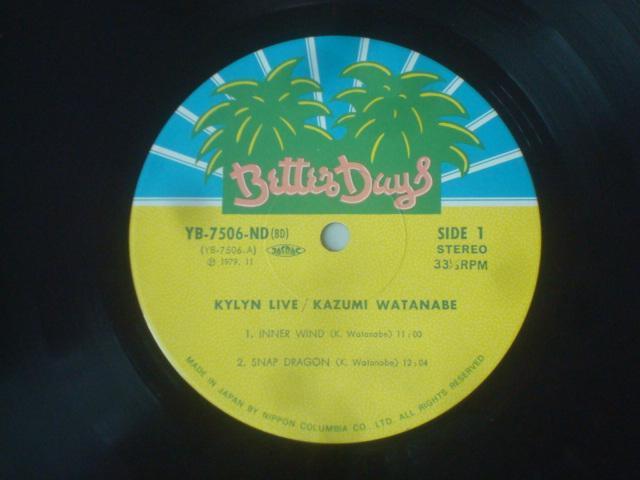 Better Days
YB-7506-ND(BD)
SIDE 1
(YB-7506-A)
STEREO
Ⓟ 1979. 11
33⅓RPM
KYLYN LIVE / KAZUMI WATANABE
1. INNER WIND (K. Watanabe) 11:00
2. SNAP DRAGON (K. Watanabe) 12:04
MADE IN JAPAN BY NIPPON COLUMBIA CO., LTD. ALL RIGHTS RESERVED